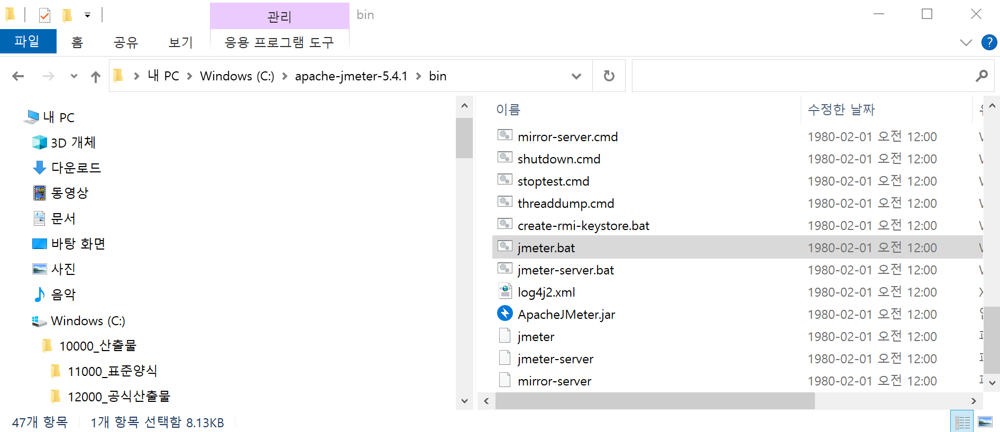 관리
bin
파일 홈 공유 보기 응용 프로그램 도구
내 PC Windows (C:) apache-jmeter-5.4.1 bin
내 PC
3D 개체
다운로드
동영상
문서
바탕 화면
사진
음악
Windows (C:)
10000_산출물
11000_표준양식
12000_공식산출물
이름 수정한 날짜
mirror-server.cmd 1980-02-01 오전 12:00
shutdown.cmd 1980-02-01 오전 12:00
stoptest.cmd 1980-02-01 오전 12:00
threaddump.cmd 1980-02-01 오전 12:00
create-rmi-keystore.bat 1980-02-01 오전 12:00
jmeter.bat 1980-02-01 오전 12:00
jmeter-server.bat 1980-02-01 오전 12:00
log4j2.xml 1980-02-01 오전 12:00
ApacheJMeter.jar 1980-02-01 오전 12:00
jmeter 1980-02-01 오전 12:00
jmeter-server 1980-02-01 오전 12:00
mirror-server 1980-02-01 오전 12:00
47개 항목 1개 항목 선택함 8.13KB